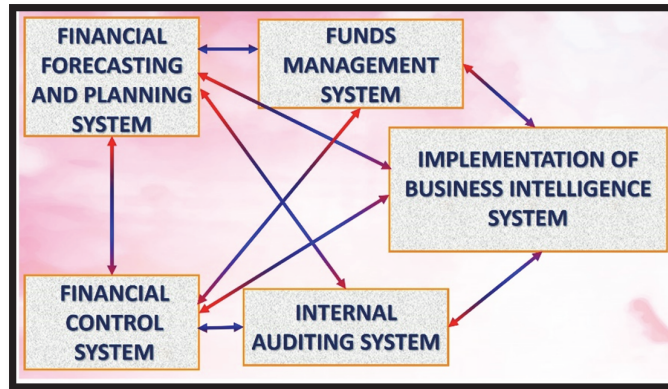 FINANCIAL
FORECASTING
AND PLANNING
SYSTEM
FUNDS
MANAGEMENT
SYSTEM
IMPLEMENTATION OF
BUSINESS INTELLIGENCE
SYSTEM
FINANCIAL
CONTROL
SYSTEM
INTERNAL
AUDITING SYSTEM